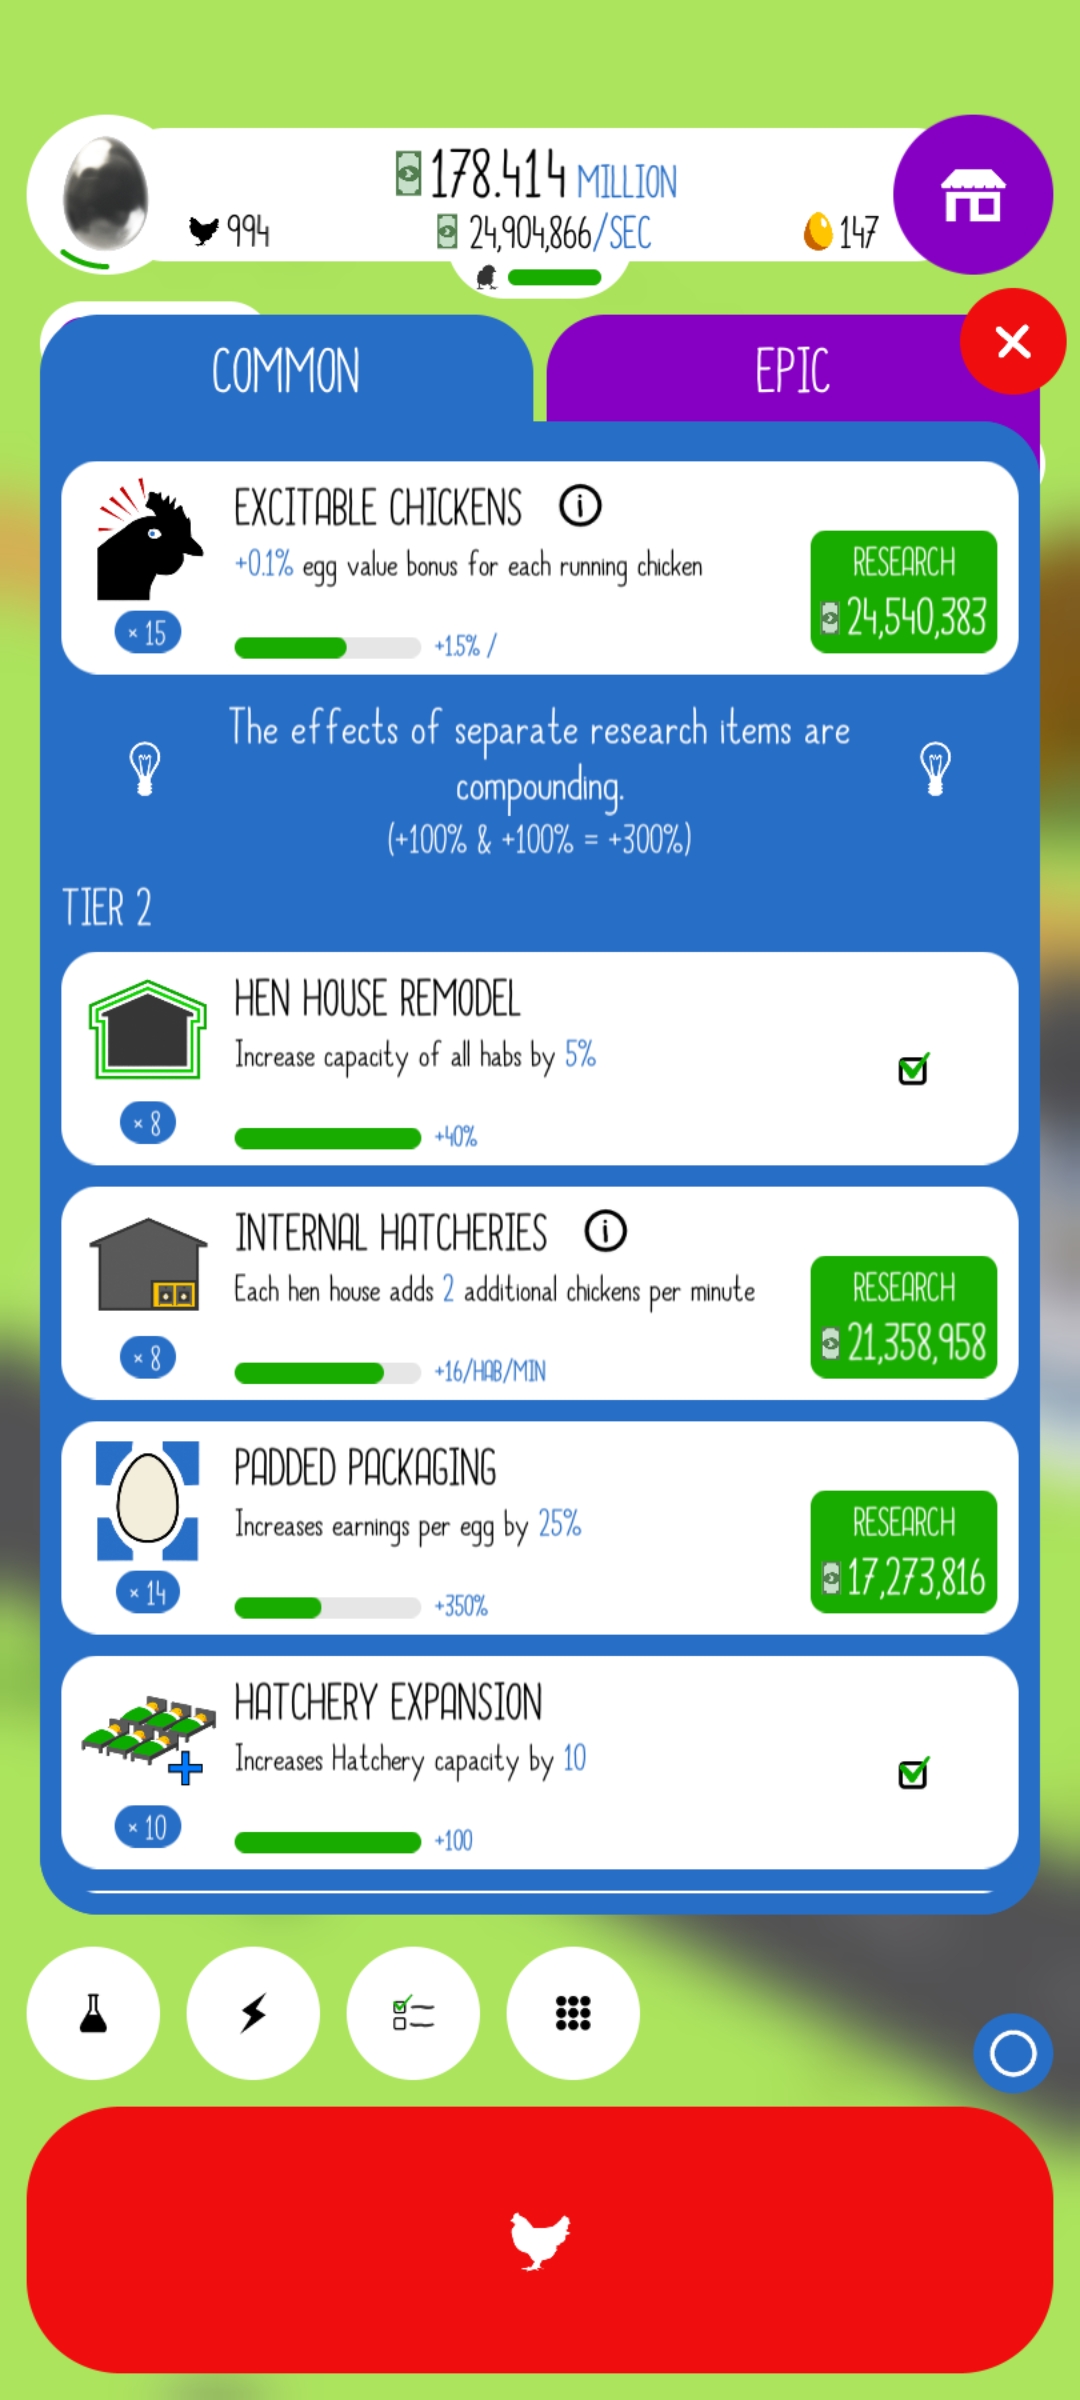 178.414 MILLION
994
24,904,866/SEC
147
COMMON
EPIC
EXCITABLE CHICKENS
+0.1% egg value bonus for each running chicken
RESEARCH
24,540,383
× 15
+1.5% /
The effects of separate research items are
compounding.
(+100% & +100% = +300%)
TIER 2
HEN HOUSE REMODEL
Increase capacity of all habs by 5%
× 8
+40%
INTERNAL HATCHERIES
Each hen house adds 2 additional chickens per minute
RESEARCH
21,358,958
× 8
+16/HAB/MIN
PADDED PACKAGING
Increases earnings per egg by 25%
RESEARCH
17,273,816
× 14
+350%
HATCHERY EXPANSION
Increases Hatchery capacity by 10
× 10
+100